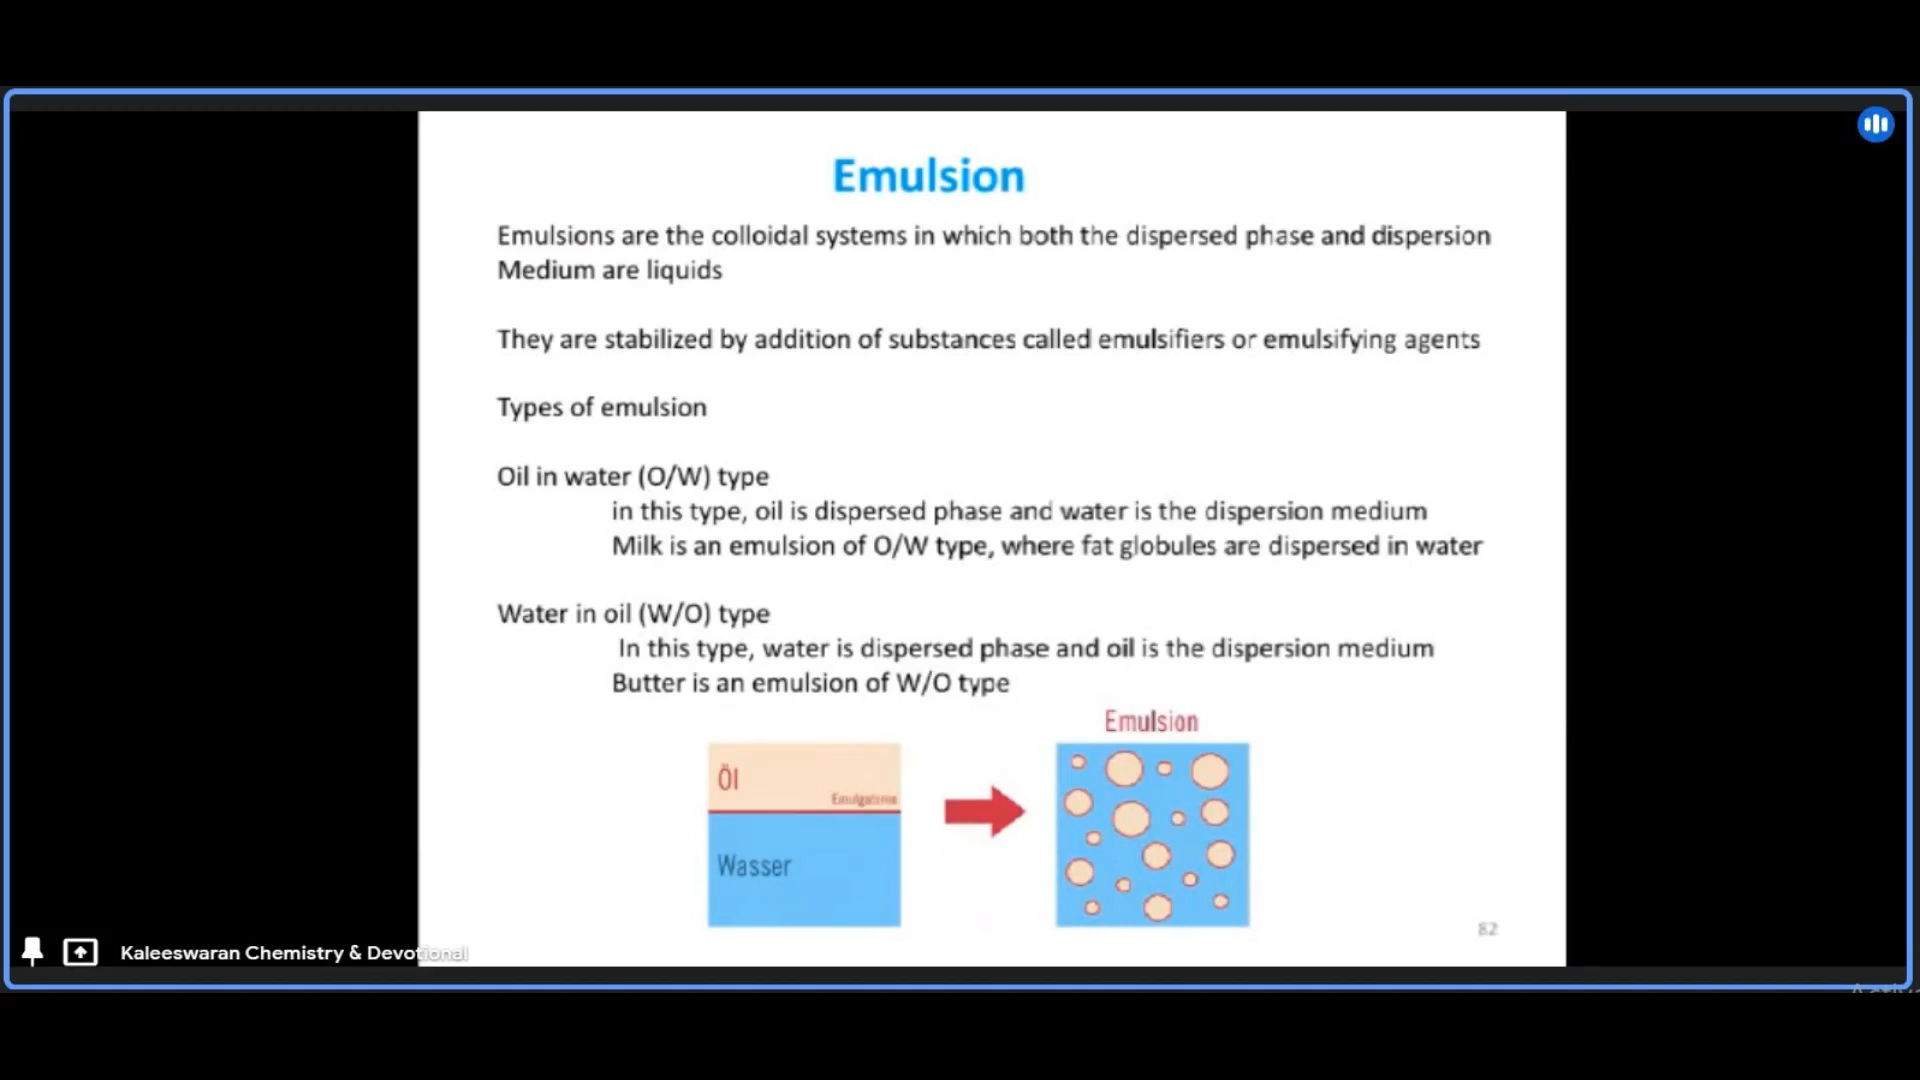 Emulsion
Emulsions are the colloidal systems in which both the dispersed phase and dispersion
Medium are liquids
They are stabilized by addition of substances called emulsifiers or emulsifying agents
Types of emulsion
Oil in water (O/W) type
in this type, oil is dispersed phase and water is the dispersion medium
Milk is an emulsion of O/W type, where fat globules are dispersed in water
Water in oil (W/O) type
In this type, water is dispersed phase and oil is the dispersion medium
Butter is an emulsion of W/O type
Emulsion
Öl
Wasser
82
Kaleeswaran Chemistry & Devotional